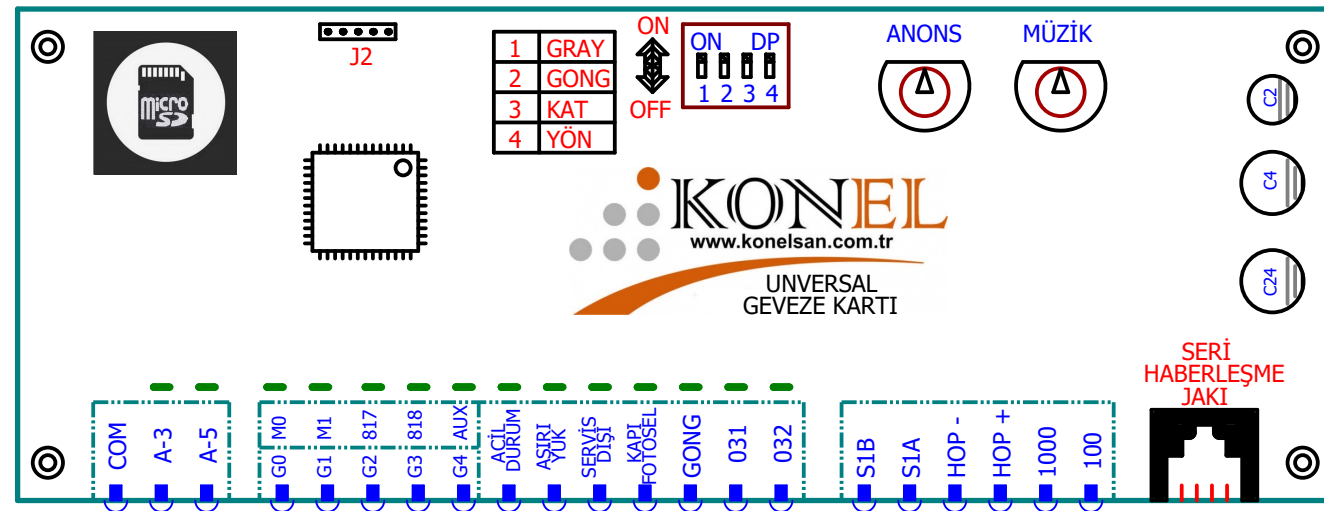 micro
SD
J2
1 GRAY
2 GONG
3 KAT
4 YÖN
ON
OFF
ON DP
1 2 3 4
ANONS
MÜZİK
C2
C4
C24
KONEL
www.konelsan.com.tr
UNVERSAL
GEVEZE KARTI
SERİ
HABERLEŞME
JAKI
COM
A-3
A-5
M0
M1
817
818
AUX
G0
G1
G2
G3
G4
ACİL
DURUM
AŞIRI
YÜK
SERVİS
DIŞI
KAPI
FOTOSEL
GONG
031
032
S1B
S1A
HOP -
HOP +
1000
100